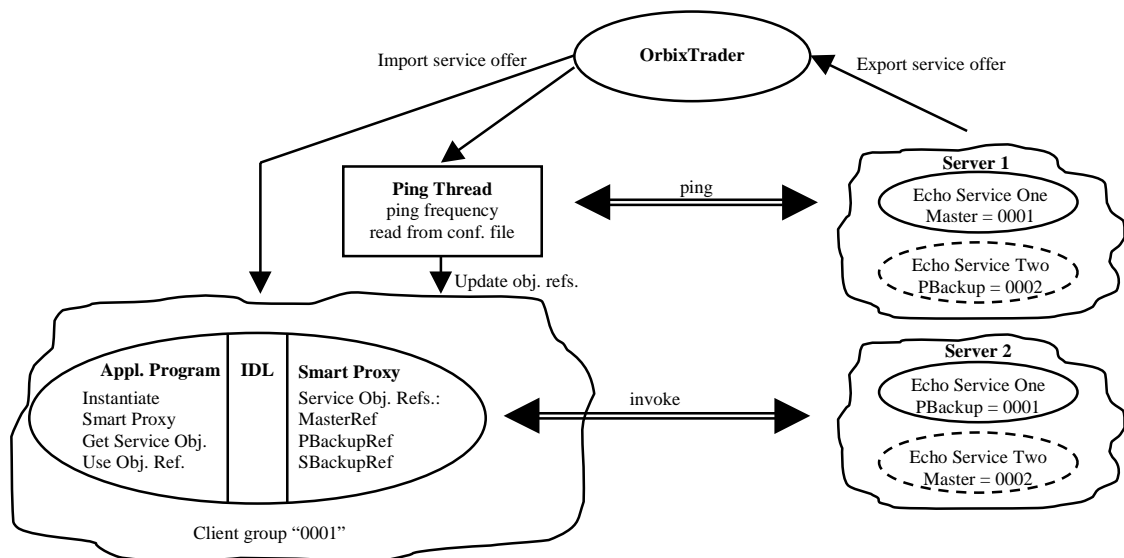 OrbixTrader
Import service offer
Export service offer
Ping Thread
ping frequency
read from conf. file
ping
Server 1
Echo Service One
Master = 0001
Echo Service Two
PBackup = 0002
Update obj. refs.
Appl. Program
Instantiate
Smart Proxy
Get Service Obj.
Use Obj. Ref.
IDL
Smart Proxy
Service Obj. Refs.:
MasterRef
PBackupRef
SBackupRef
invoke
Server 2
Echo Service One
PBackup = 0001
Echo Service Two
Master = 0002
Client group “0001”